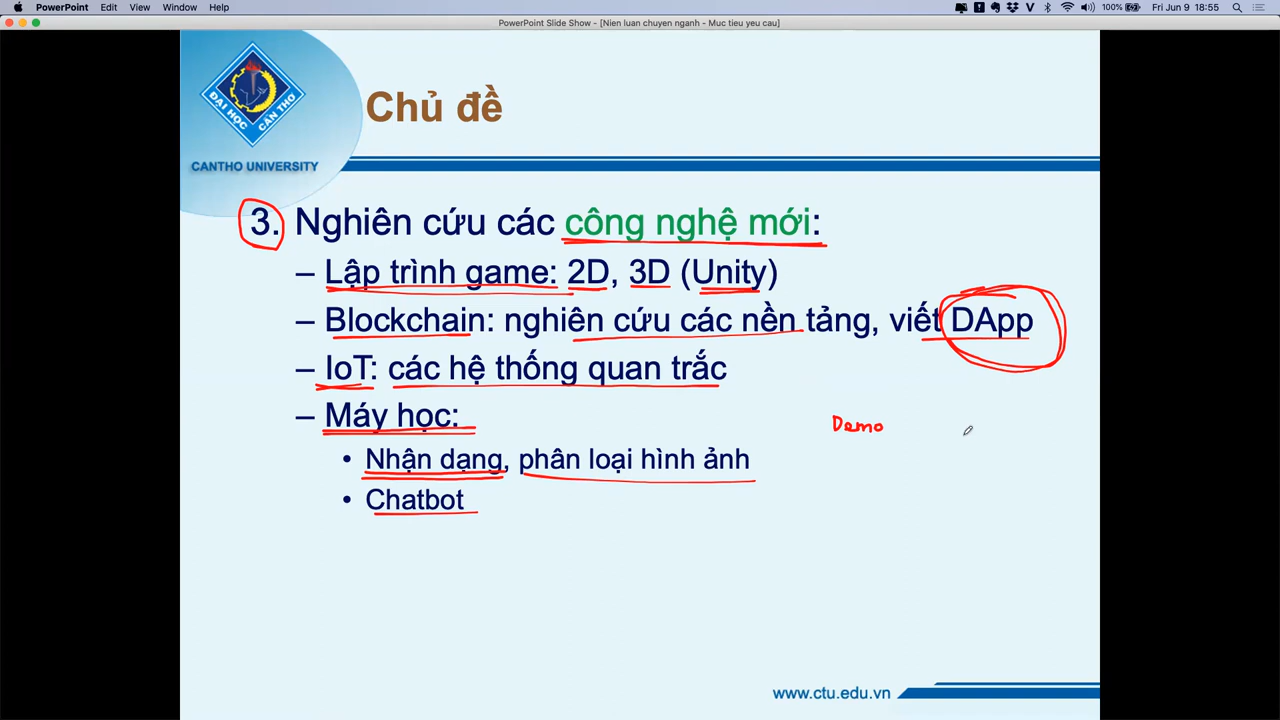 PowerPoint File Edit View Window Help 100% Fri Jun 9 18:55
PowerPoint Slide Show - [Nien luan chuyen nganh - Muc tieu yeu cau]
ĐẠI HỌC CẦN THƠ
CANTHO UNIVERSITY
Chủ đề
3. Nghiên cứu các công nghệ mới:
– Lập trình game: 2D, 3D (Unity)
– Blockchain: nghiên cứu các nền tảng, viết DApp
– IoT: các hệ thống quan trắc
– Máy học:
Demo
• Nhận dạng, phân loại hình ảnh
• Chatbot
www.ctu.edu.vn